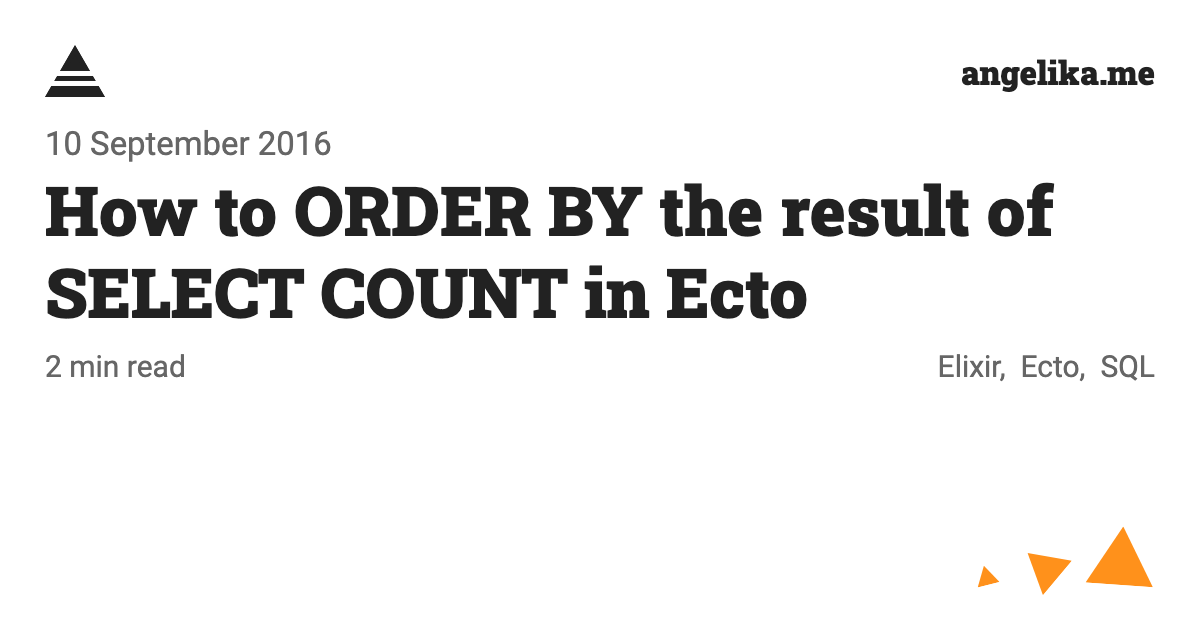 angelika.me
10 September 2016
How to ORDER BY the result of
SELECT COUNT in Ecto
2 min read
Elixir, Ecto, SQL